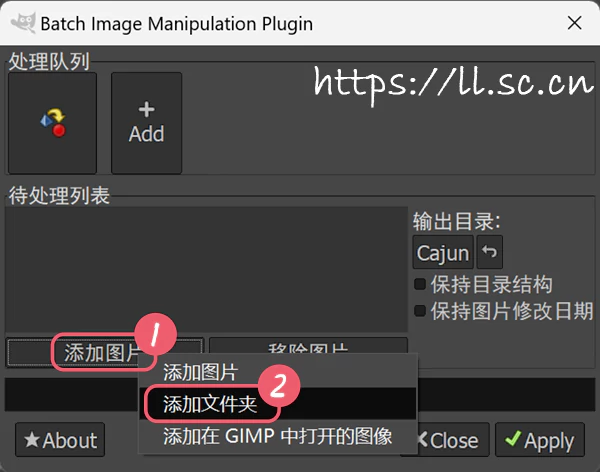 Batch Image Manipulation Plugin
处理队列
https://ll.sc.cn
+
Add
待处理列表
输出目录:
Cajun
保持目录结构
保持图片修改日期
添加图片
1
移除图片
添加图片
添加文件夹
2
添加在 GIMP 中打开的图像
About
Close
Apply